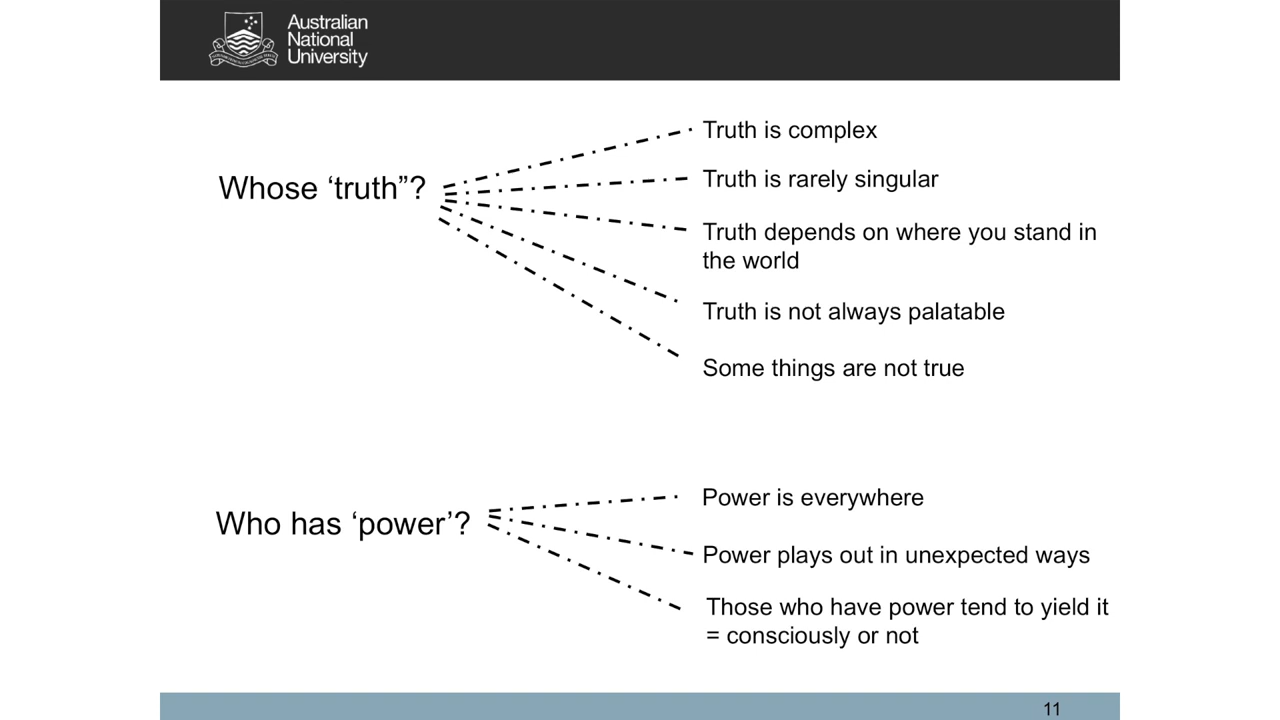 Australian
National
University
Whose ‘truth”?
Truth is complex
Truth is rarely singular
Truth depends on where you stand in
the world
Truth is not always palatable
Some things are not true
Who has ‘power’?
Power is everywhere
Power plays out in unexpected ways
Those who have power tend to yield it
= consciously or not
11